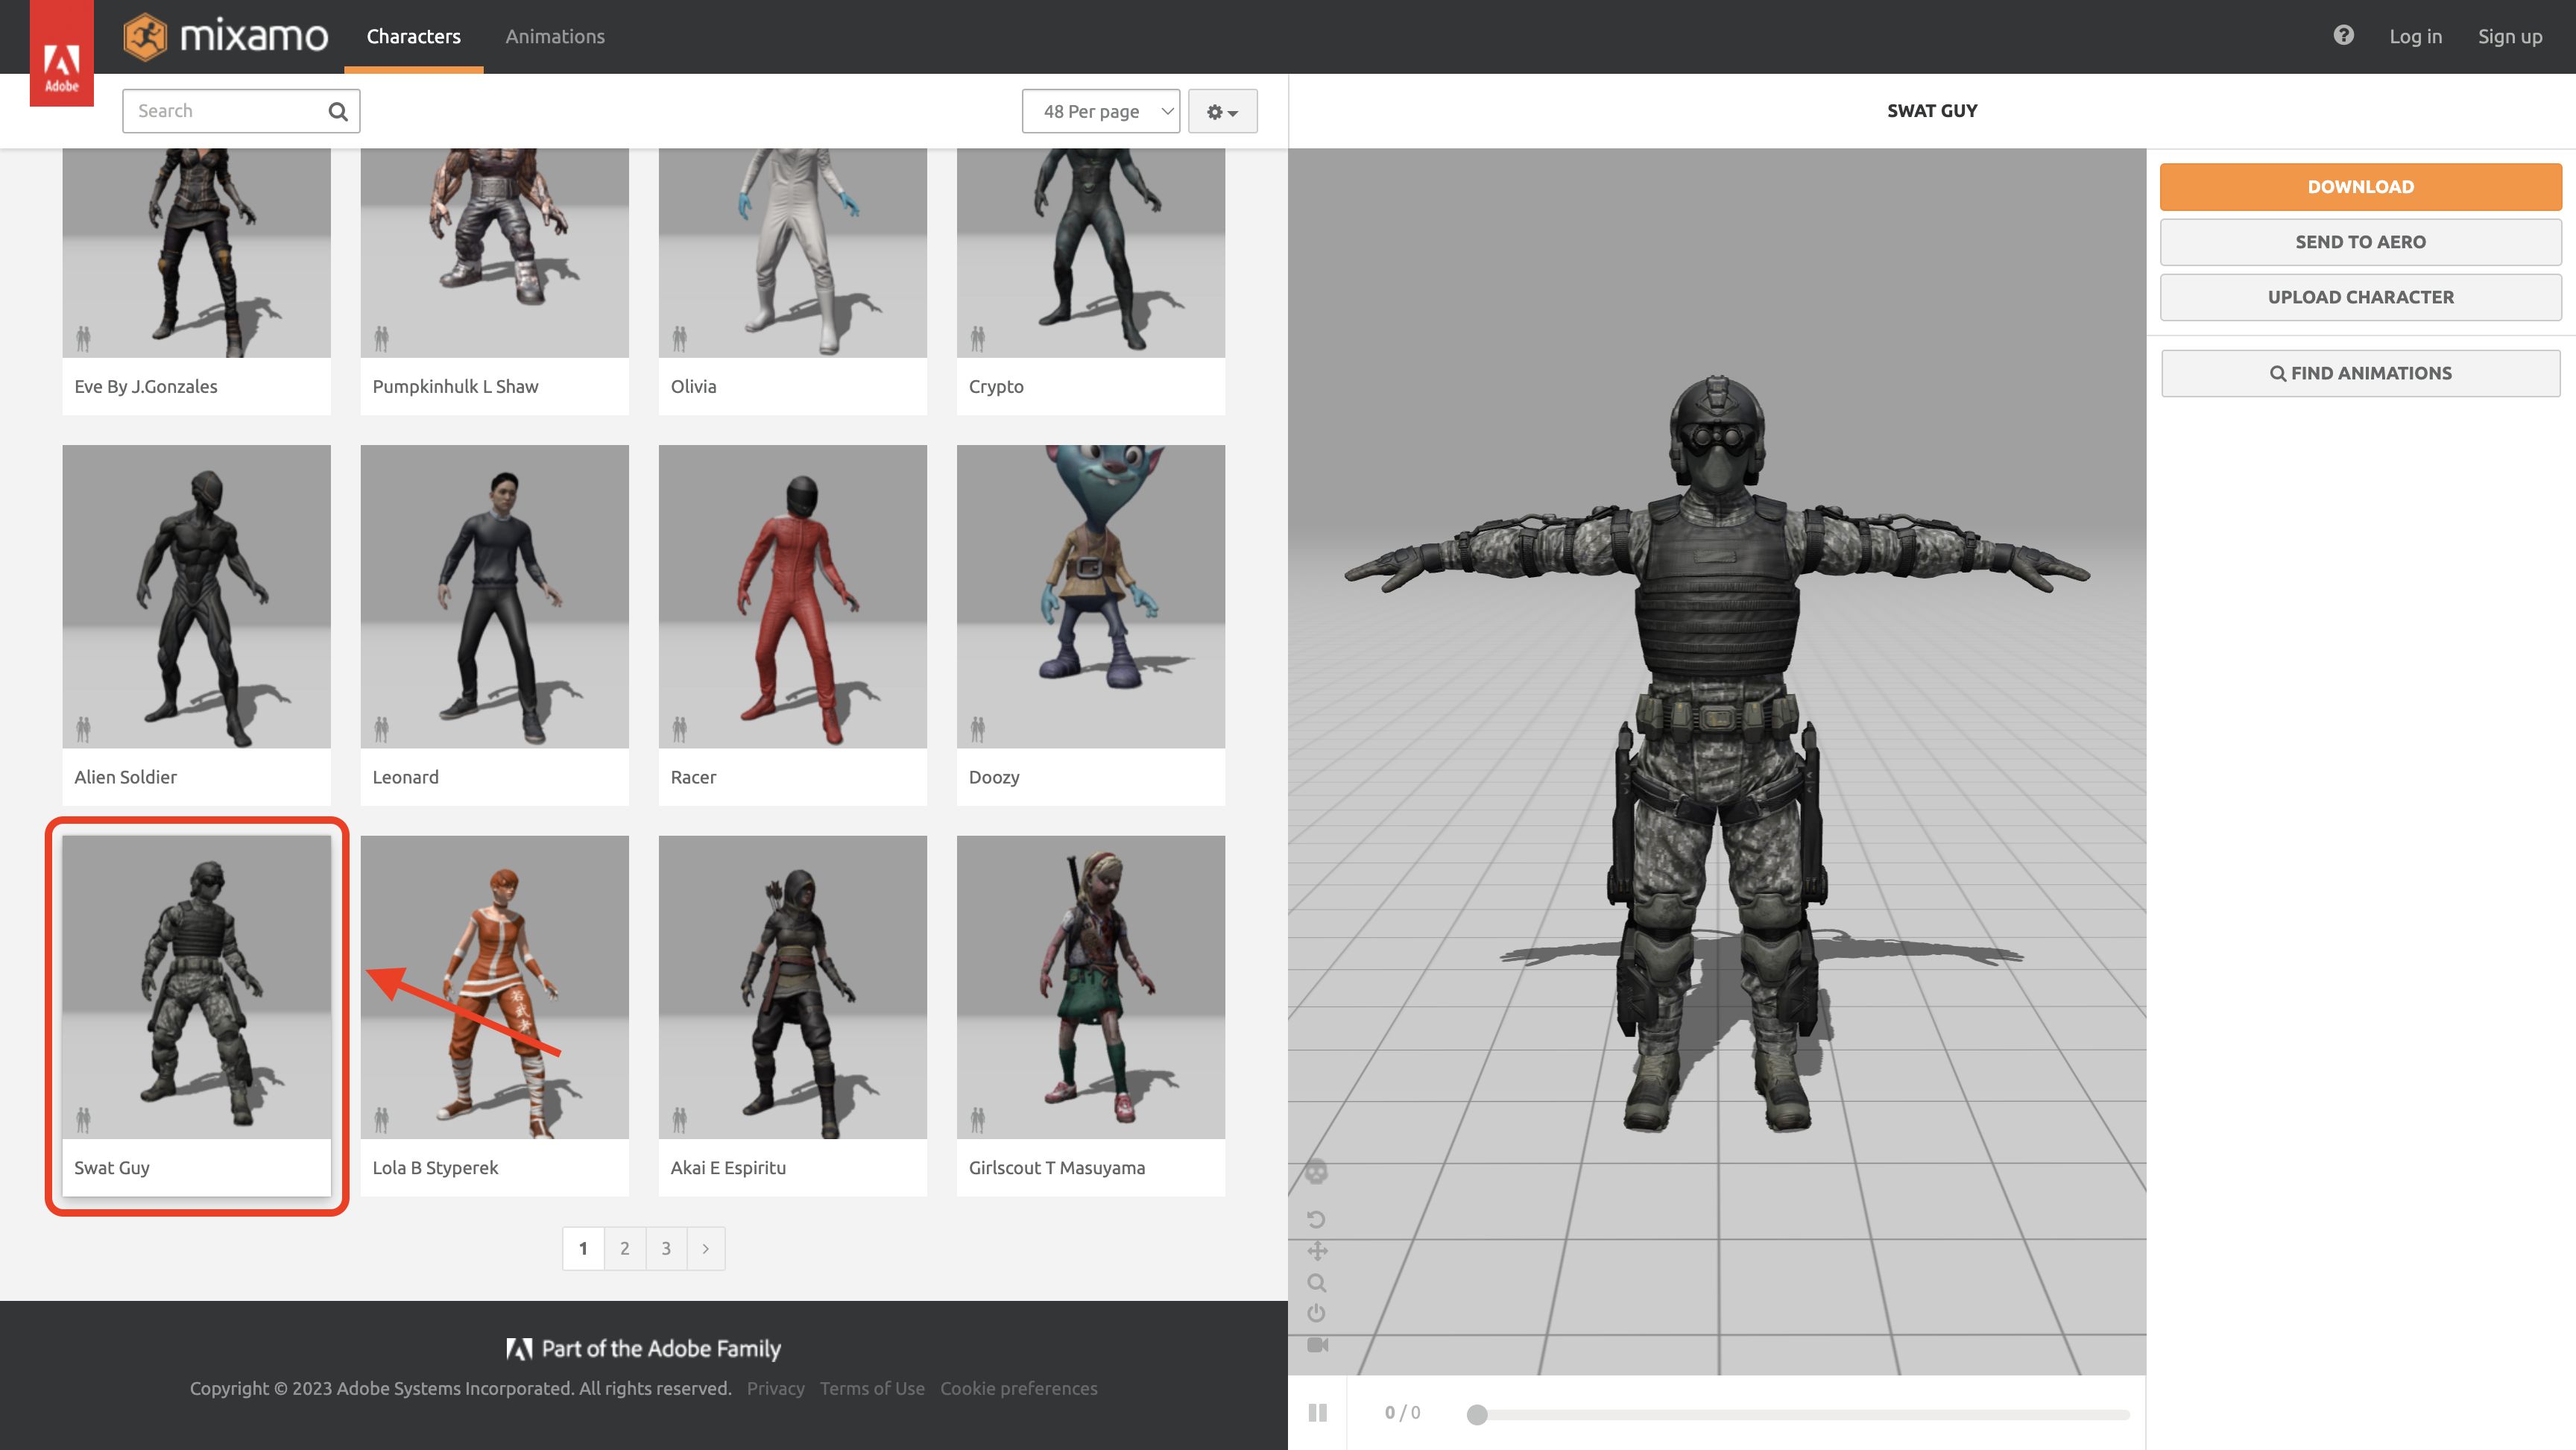 Adobe
mixamo
Characters
Animations
Log in
Sign up
Search
48 Per page
SWAT GUY
DOWNLOAD
SEND TO AERO
UPLOAD CHARACTER
FIND ANIMATIONS
Eve By J.Gonzales
Pumpkinhulk L Shaw
Olivia
Crypto
Alien Soldier
Leonard
Racer
Doozy
若武者
Swat Guy
Lola B Styperek
Akai E Espiritu
Girlscout T Masuyama
1 2 3 >
Part of the Adobe Family
Copyright © 2023 Adobe Systems Incorporated. All rights reserved. Privacy Terms of Use Cookie preferences
0 / 0